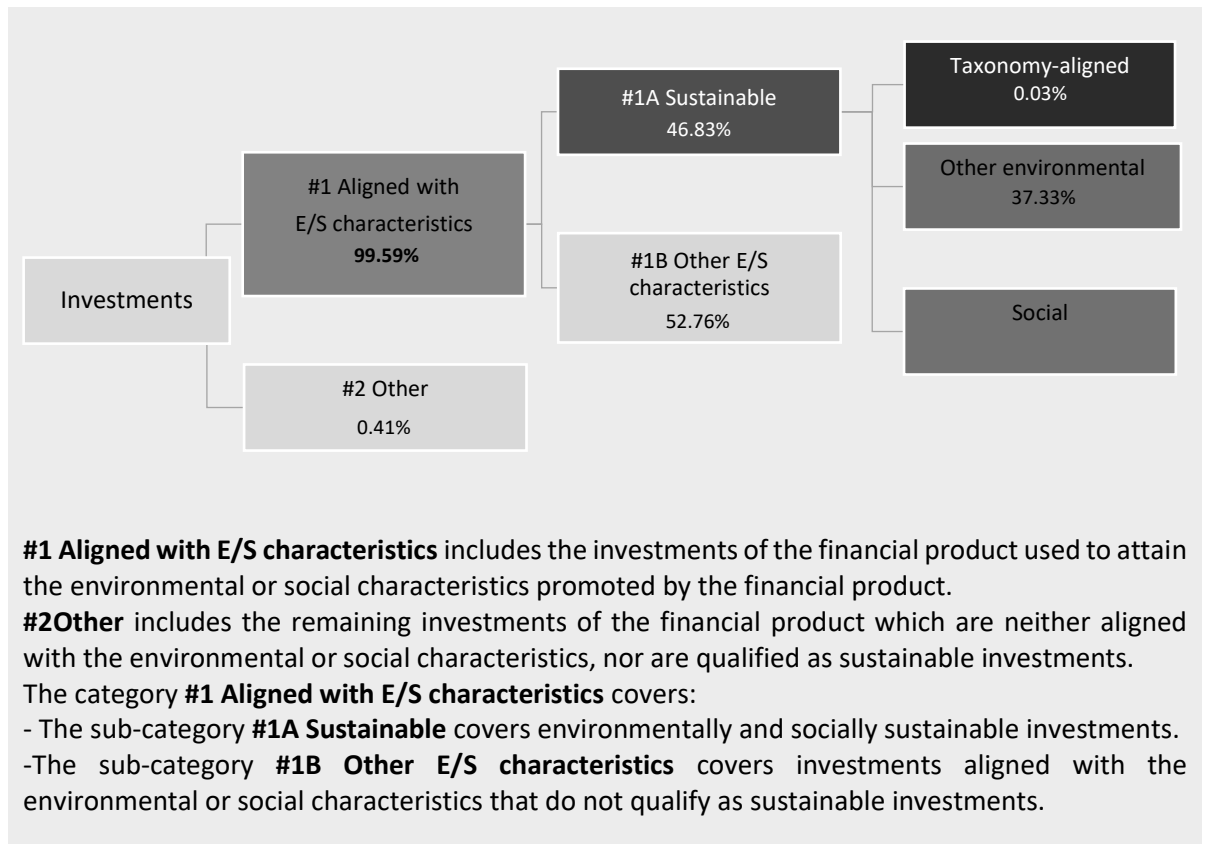 Investments
#1 Aligned with
E/S characteristics
99.59%
#2 Other
0.41%
#1A Sustainable
46.83%
#1B Other E/S
characteristics
52.76%
Taxonomy-aligned
0.03%
Other environmental
37.33%
Social
#1 Aligned with E/S characteristics includes the investments of the financial product used to attain
the environmental or social characteristics promoted by the financial product.
#2Other includes the remaining investments of the financial product which are neither aligned
with the environmental or social characteristics, nor are qualified as sustainable investments.
The category #1 Aligned with E/S characteristics covers:
- The sub-category #1A Sustainable covers environmentally and socially sustainable investments.
-The sub-category #1B Other E/S characteristics covers investments aligned with the
environmental or social characteristics that do not qualify as sustainable investments.